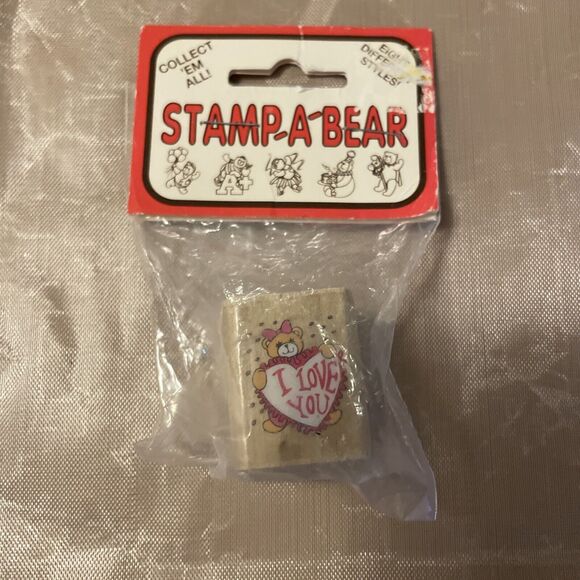 COLLECT
'EM
ALL!
EIGHT
DIFFERENT
STYLES!
STAMP-A-BEAR
A+
I LOVE
YOU